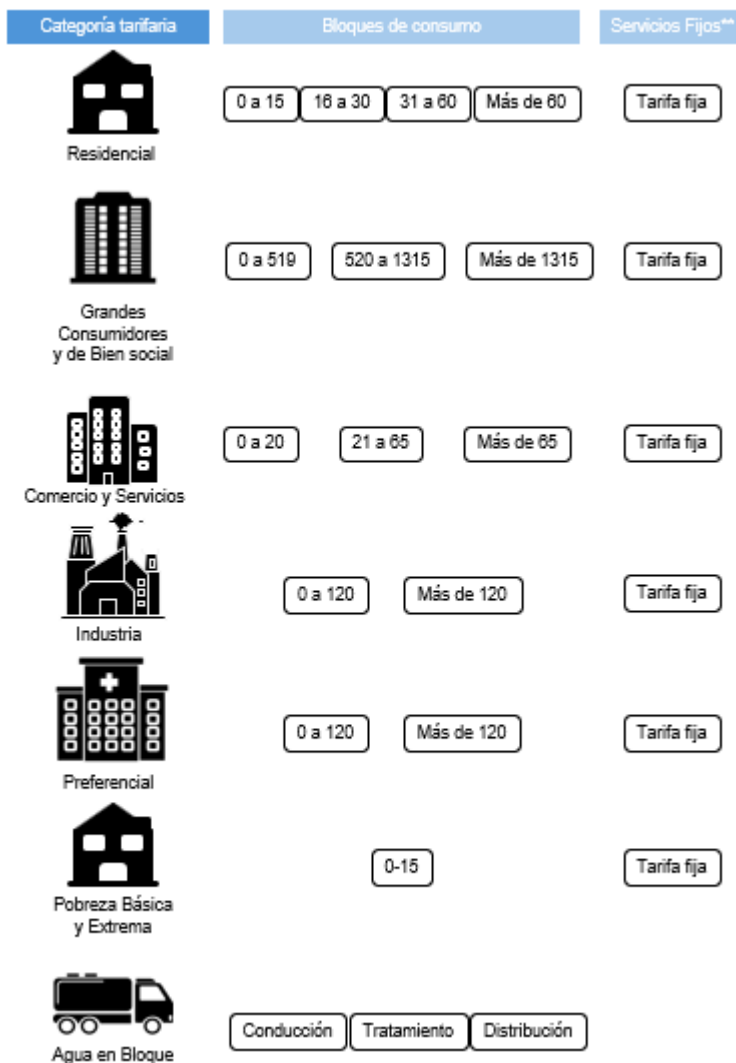 Categoría tarifaria Bloques de consumo Servicios Fijos**
0 a 15 16 a 30 31 a 60 Más de 60 Tarifa fija
Residencial
0 a 519 520 a 1315 Más de 1315 Tarifa fija
Grandes
Consumidores
y de Bien social
0 a 20 21 a 65 Más de 65 Tarifa fija
Comercio y Servicios
0 a 120 Más de 120 Tarifa fija
Industria
0 a 120 Más de 120 Tarifa fija
Preferencial
0-15 Tarifa fija
Pobreza Básica
y Extrema
Conducción Tratamiento Distribución
Agua en Bloque